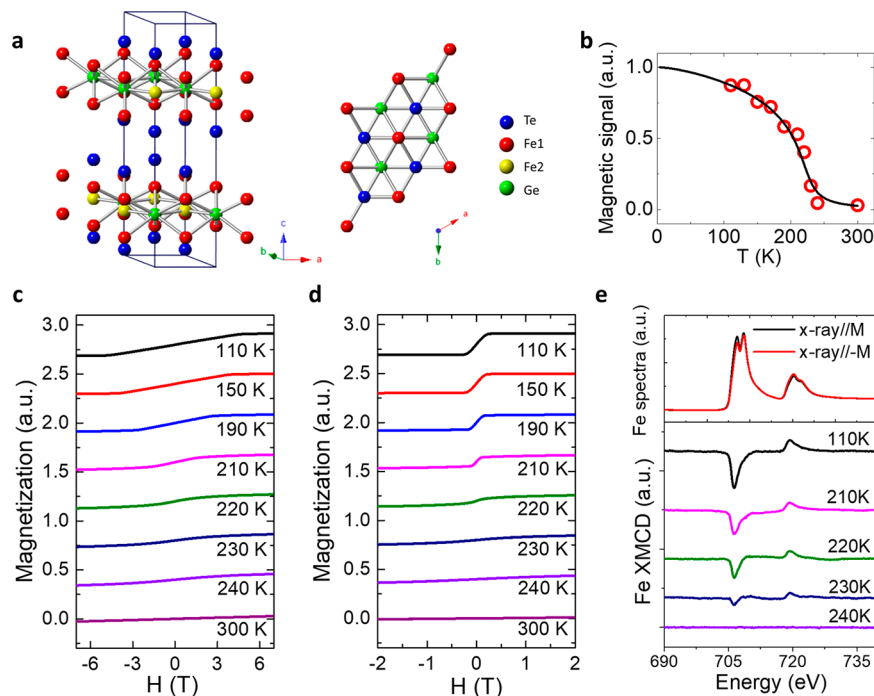 a
Te
Fe1
Fe2
Ge
c
b
a
a
b
b
Magnetic signal (a.u.)
1.0
0.5
0.0
0
100
200
300
T (K)
c
Magnetization (a.u.)
3.0
2.5
2.0
1.5
1.0
0.5
0.0
110 K
150 K
190 K
210 K
220 K
230 K
240 K
300 K
-6
-3
0
3
6
H (T)
d
Magnetization (a.u.)
3.0
2.5
2.0
1.5
1.0
0.5
0.0
110 K
150 K
190 K
210 K
220 K
230 K
240 K
300 K
-2
-1
0
1
2
H (T)
e
Fe spectra (a.u.)
x-ray//M
x-ray//-M
Fe XMCD (a.u.)
110K
210K
220K
230K
240K
690
705
720
735
Energy (eV)